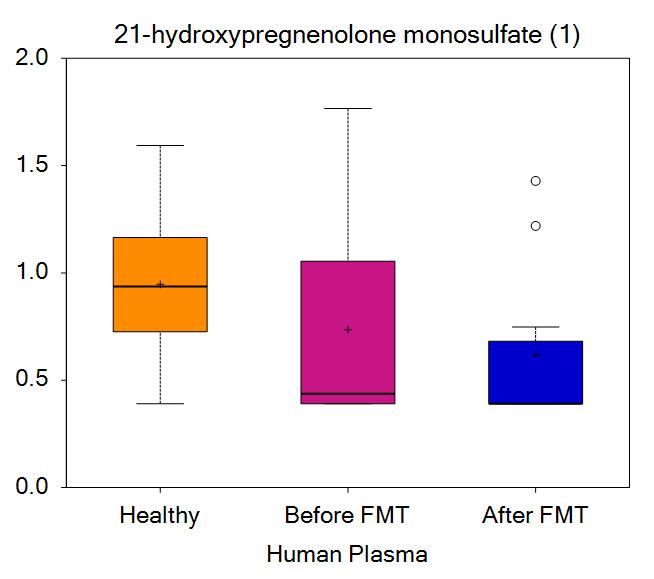 21-hydroxypregnenolone monosulfate (1)
2.0
1.5
1.0
0.5
0.0
Healthy Before FMT After FMT
Human Plasma